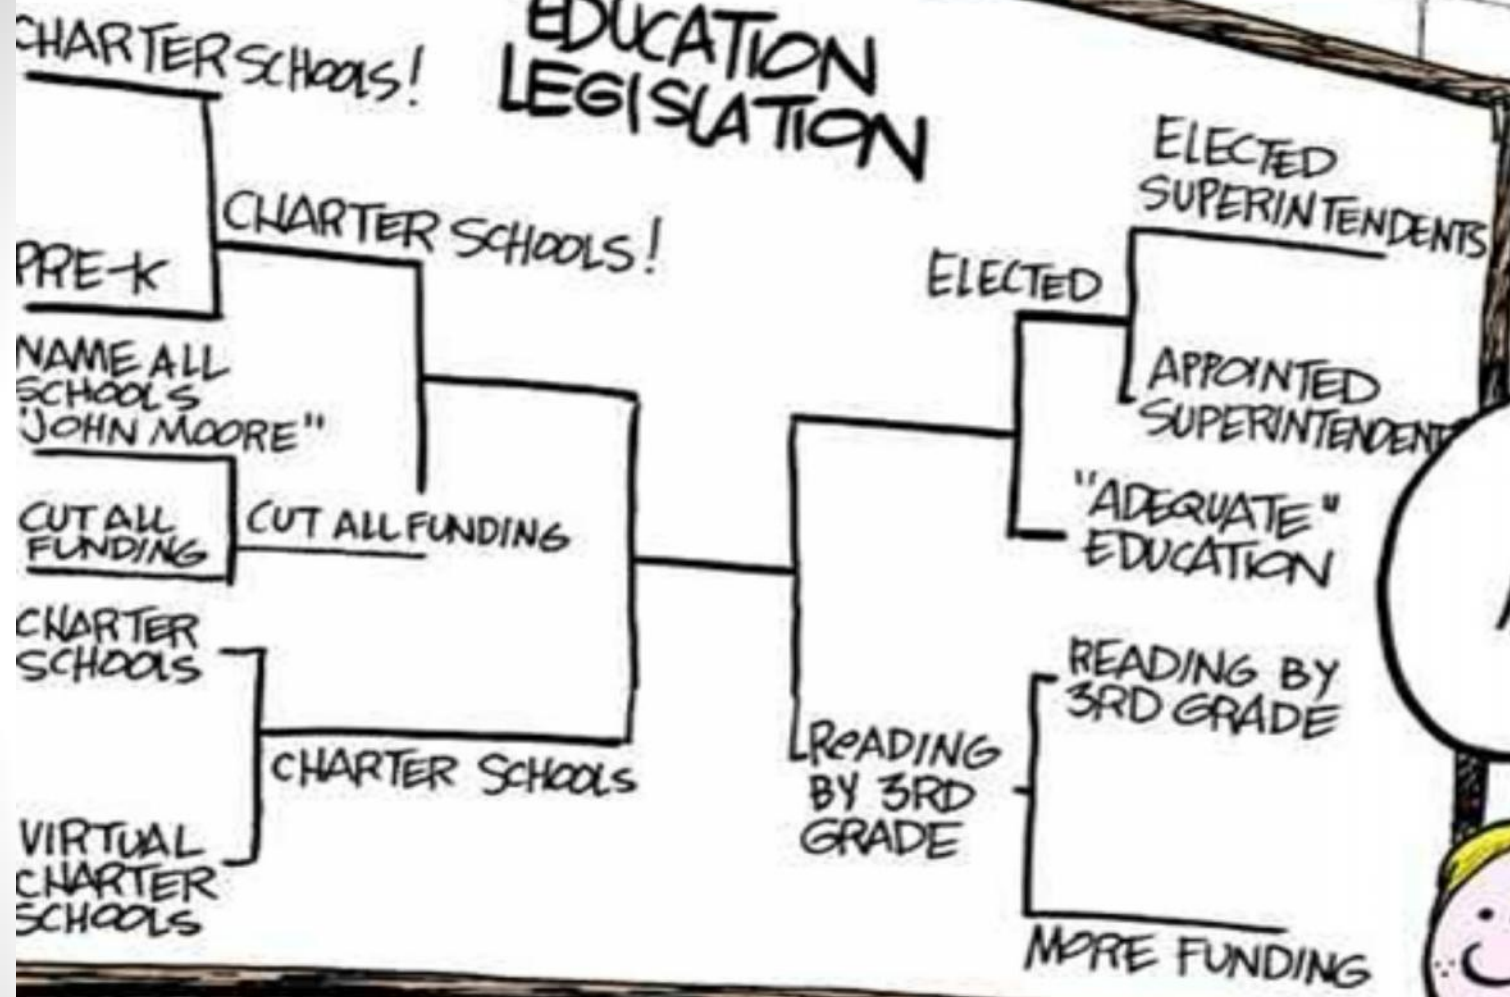 EDUCATION
LEGISLATION
CHARTER SCHOOLS!
CHARTER SCHOOLS!
PRE-K
NAME ALL
SCHOOLS
"JOHN MOORE"
CUT ALL
FUNDING
CUT ALL FUNDING
CHARTER
SCHOOLS
CHARTER SCHOOLS
VIRTUAL
CHARTER
SCHOOLS
ELECTED
SUPERINTENDENTS
ELECTED
APPOINTED
SUPERINTENDENT
"ADEQUATE"
EDUCATION
READING BY
3RD GRADE
READING
BY 3RD
GRADE
MORE FUNDING